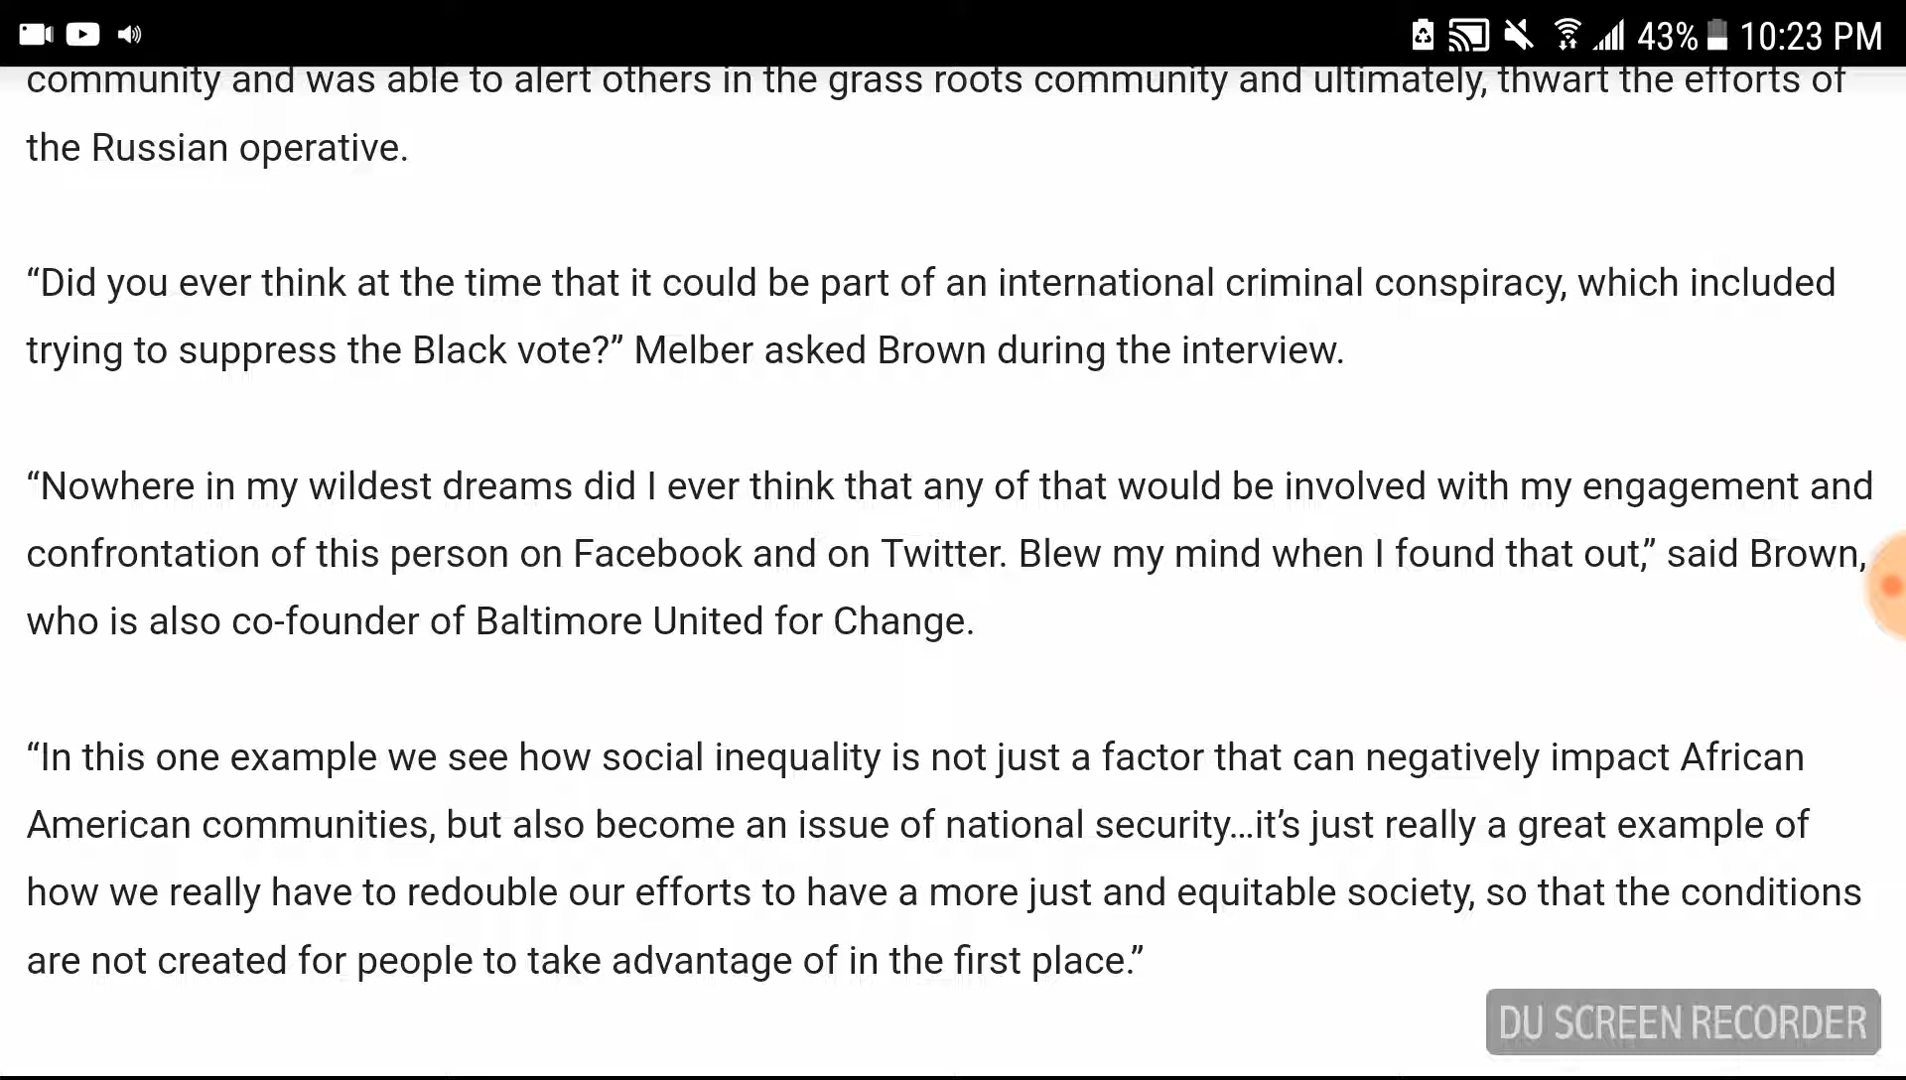 43% 10:23 PM
community and was able to alert others in the grass roots community and ultimately, thwart the efforts of
the Russian operative.
“Did you ever think at the time that it could be part of an international criminal conspiracy, which included
trying to suppress the Black vote?” Melber asked Brown during the interview.
“Nowhere in my wildest dreams did I ever think that any of that would be involved with my engagement and
confrontation of this person on Facebook and on Twitter. Blew my mind when I found that out,” said Brown,
who is also co-founder of Baltimore United for Change.
“In this one example we see how social inequality is not just a factor that can negatively impact African
American communities, but also become an issue of national security…it’s just really a great example of
how we really have to redouble our efforts to have a more just and equitable society, so that the conditions
are not created for people to take advantage of in the first place.”
DU SCREEN RECORDER